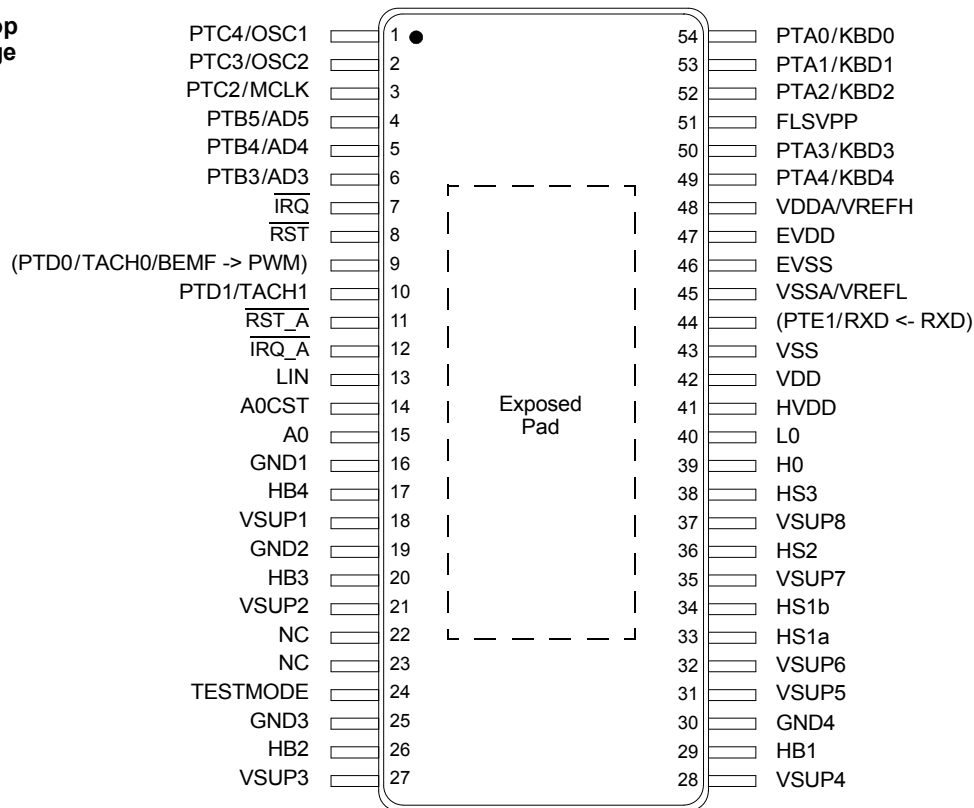 op
ge
PTC4/OSC1 1 54 PTA0/KBD0
PTC3/OSC2 2 53 PTA1/KBD1
PTC2/MCLK 3 52 PTA2/KBD2
PTB5/AD5 4 51 FLSVPP
PTB4/AD4 5 50 PTA3/KBD3
PTB3/AD3 6 49 PTA4/KBD4
IRQ 7 48 VDDA/VREFH
RST 8 47 EVDD
(PTD0/TACH0/BEMF -> PWM) 9 46 EVSS
PTD1/TACH1 10 45 VSSA/VREFL
RST_A 11 44 (PTE1/RXD <- RXD)
IRQ_A 12 43 VSS
LIN 13 42 VDD
A0CST 14 41 HVDD
A0 15 40 L0
GND1 16 39 H0
HB4 17 38 HS3
VSUP1 18 37 VSUP8
GND2 19 36 HS2
HB3 20 35 VSUP7
VSUP2 21 34 HS1b
NC 22 33 HS1a
NC 23 32 VSUP6
TESTMODE 24 31 VSUP5
GND3 25 30 GND4
HB2 26 29 HB1
VSUP3 27 28 VSUP4
Exposed
Pad